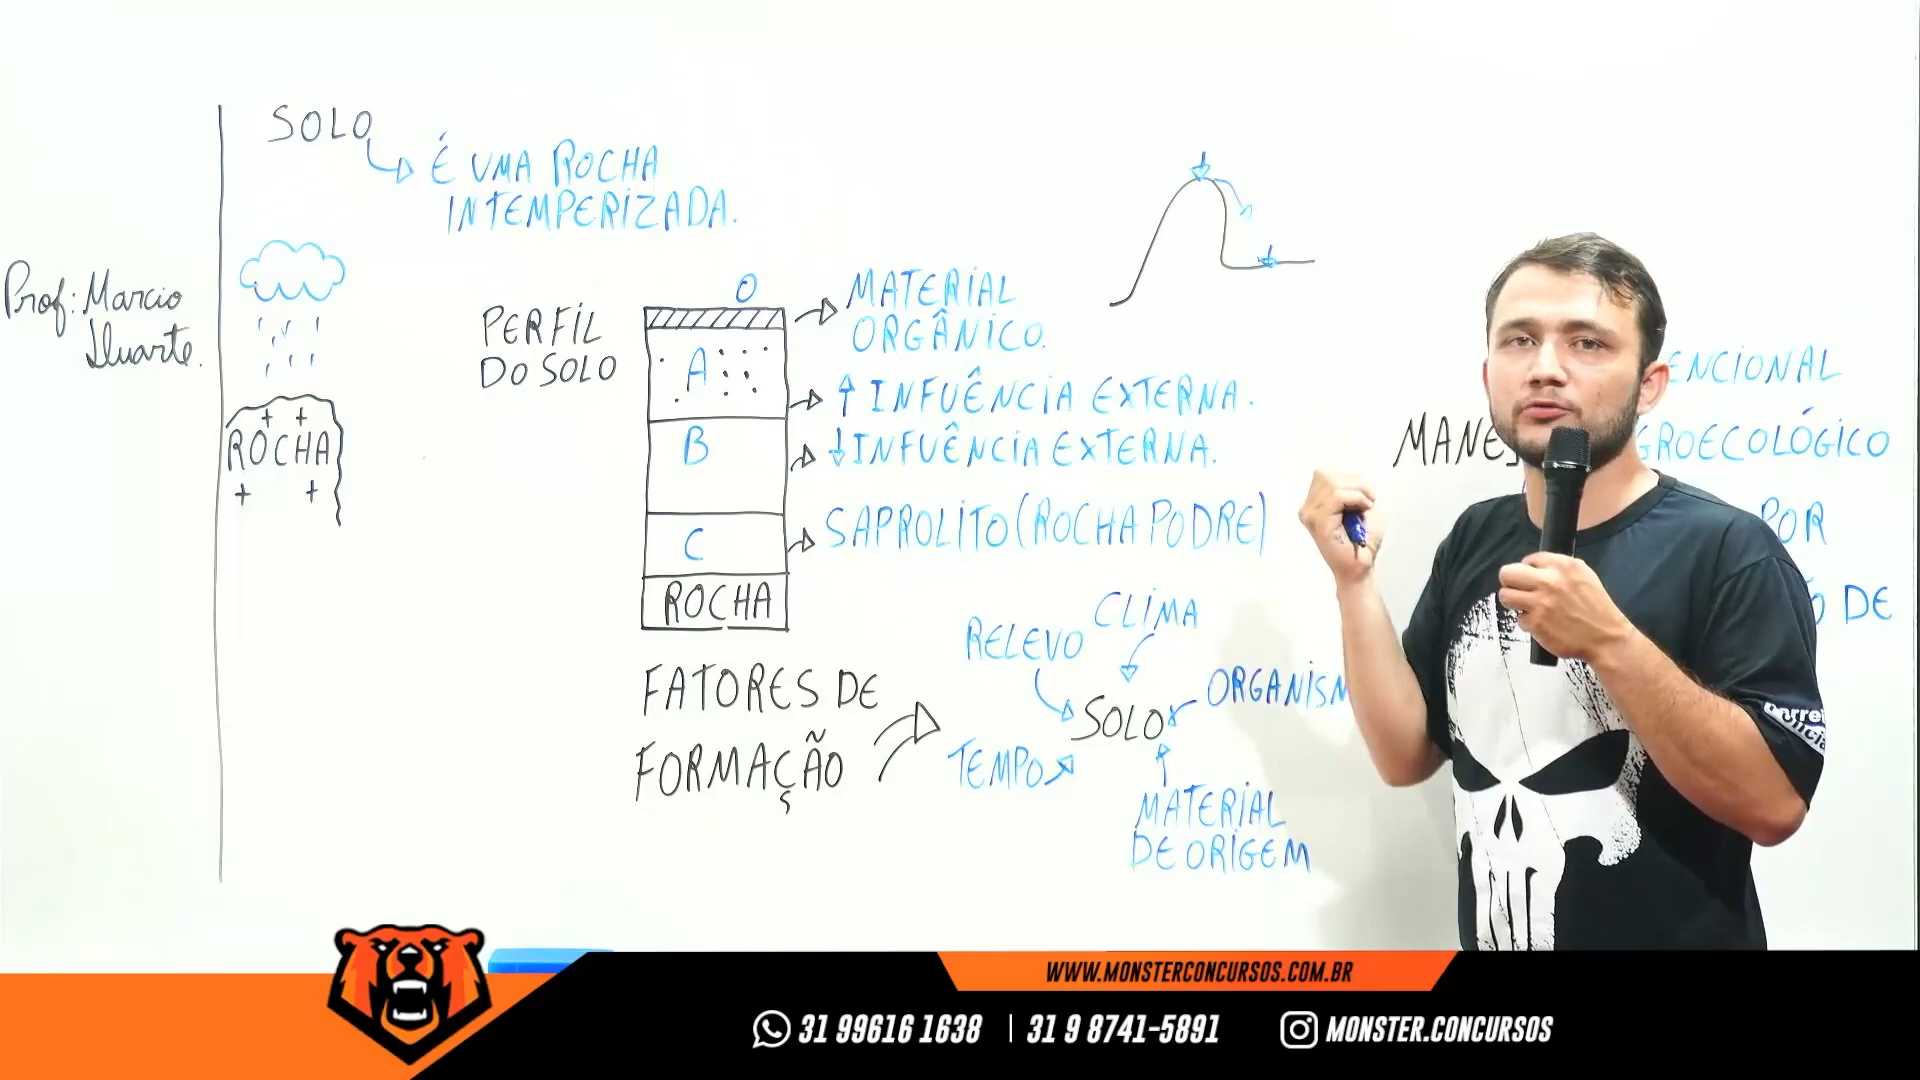 SOLO
É UMA ROCHA
INTEMPERIZADA.
Prof: Marcio
Duarte.
ROCHA
PERFIL
DO SOLO
O
A
B
C
ROCHA
MATERIAL
ORGÂNICO.
INFUÊNCIA EXTERNA.
INFUÊNCIA EXTERNA.
SAPROLITO (ROCHA PODRE)
FATORES DE
FORMAÇÃO
RELEVO
CLIMA
SOLO
TEMPO
MATERIAL
DE ORIGEM
ORGANISM
ENCIONAL
MANEJ
GROECOLÓGICO
POR
DE
WWW.MONSTERCONCURSOS.COM.BR
31 99616 1638 | 31 9 8741-5891
MONSTER.CONCURSOS